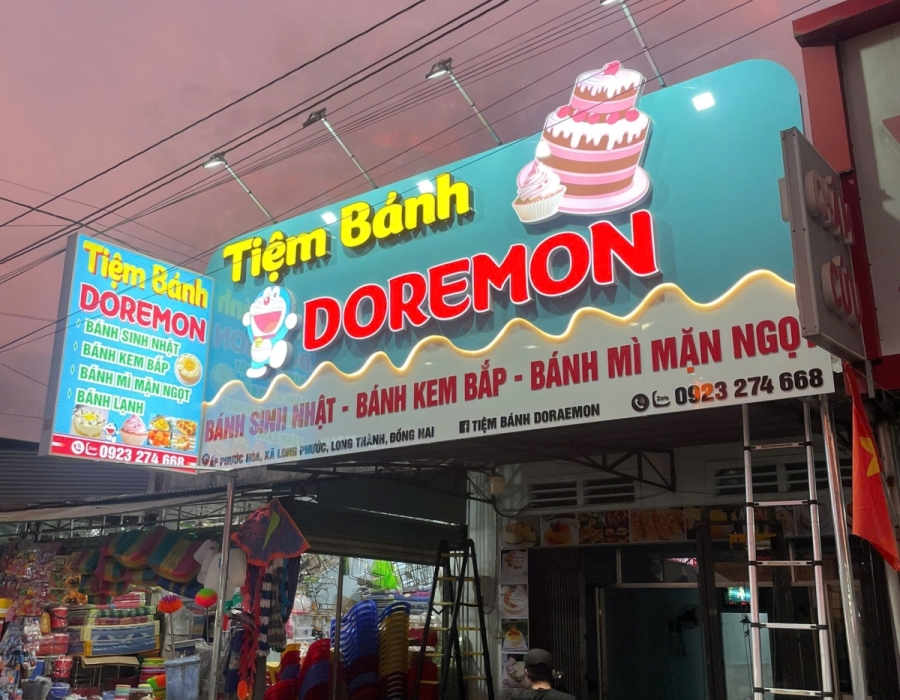 Tiệm Bánh
DOREMON
BÁNH SINH NHẬT
BÁNH KEM BẮP
BÁNH MÌ MẶN NGỌT
BÁNH LẠNH
Zalo 0923 274 668
Tiệm Bánh
DOREMON
BÁNH SINH NHẬT - BÁNH KEM BẮP - BÁNH MÌ MẶN NGỌT
ẤP PHƯỚC HÒA, XÃ LONG PHƯỚC, LONG THÀNH, ĐỒNG NAI
TIỆM BÁNH DORAEMON
Zalo 0923 274 668